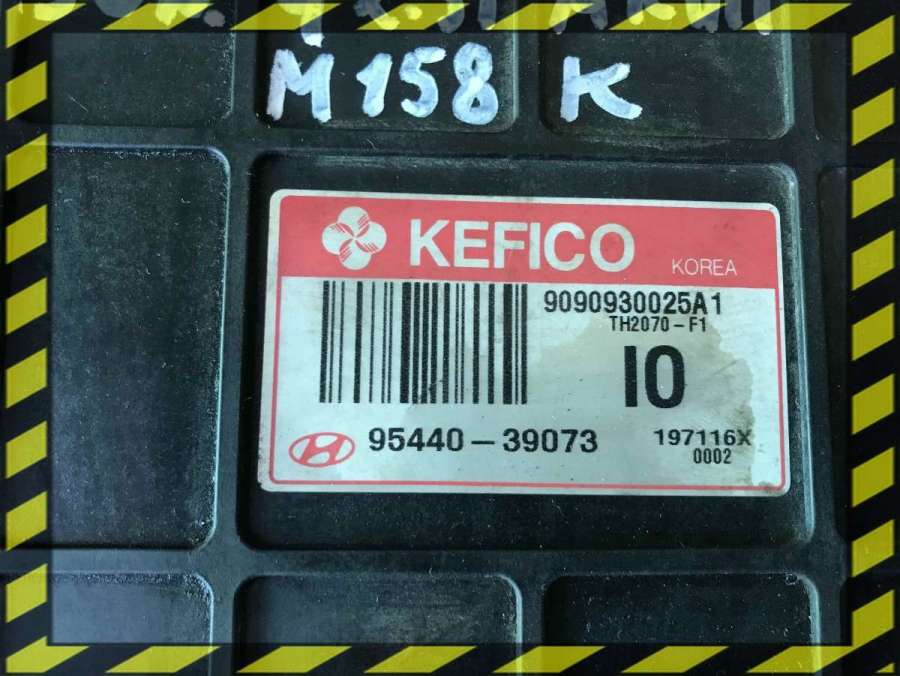 M158 K
KEFICO
KOREA
9090930025A1
TH2070-F1
IO
95440-39073
197116X
0002